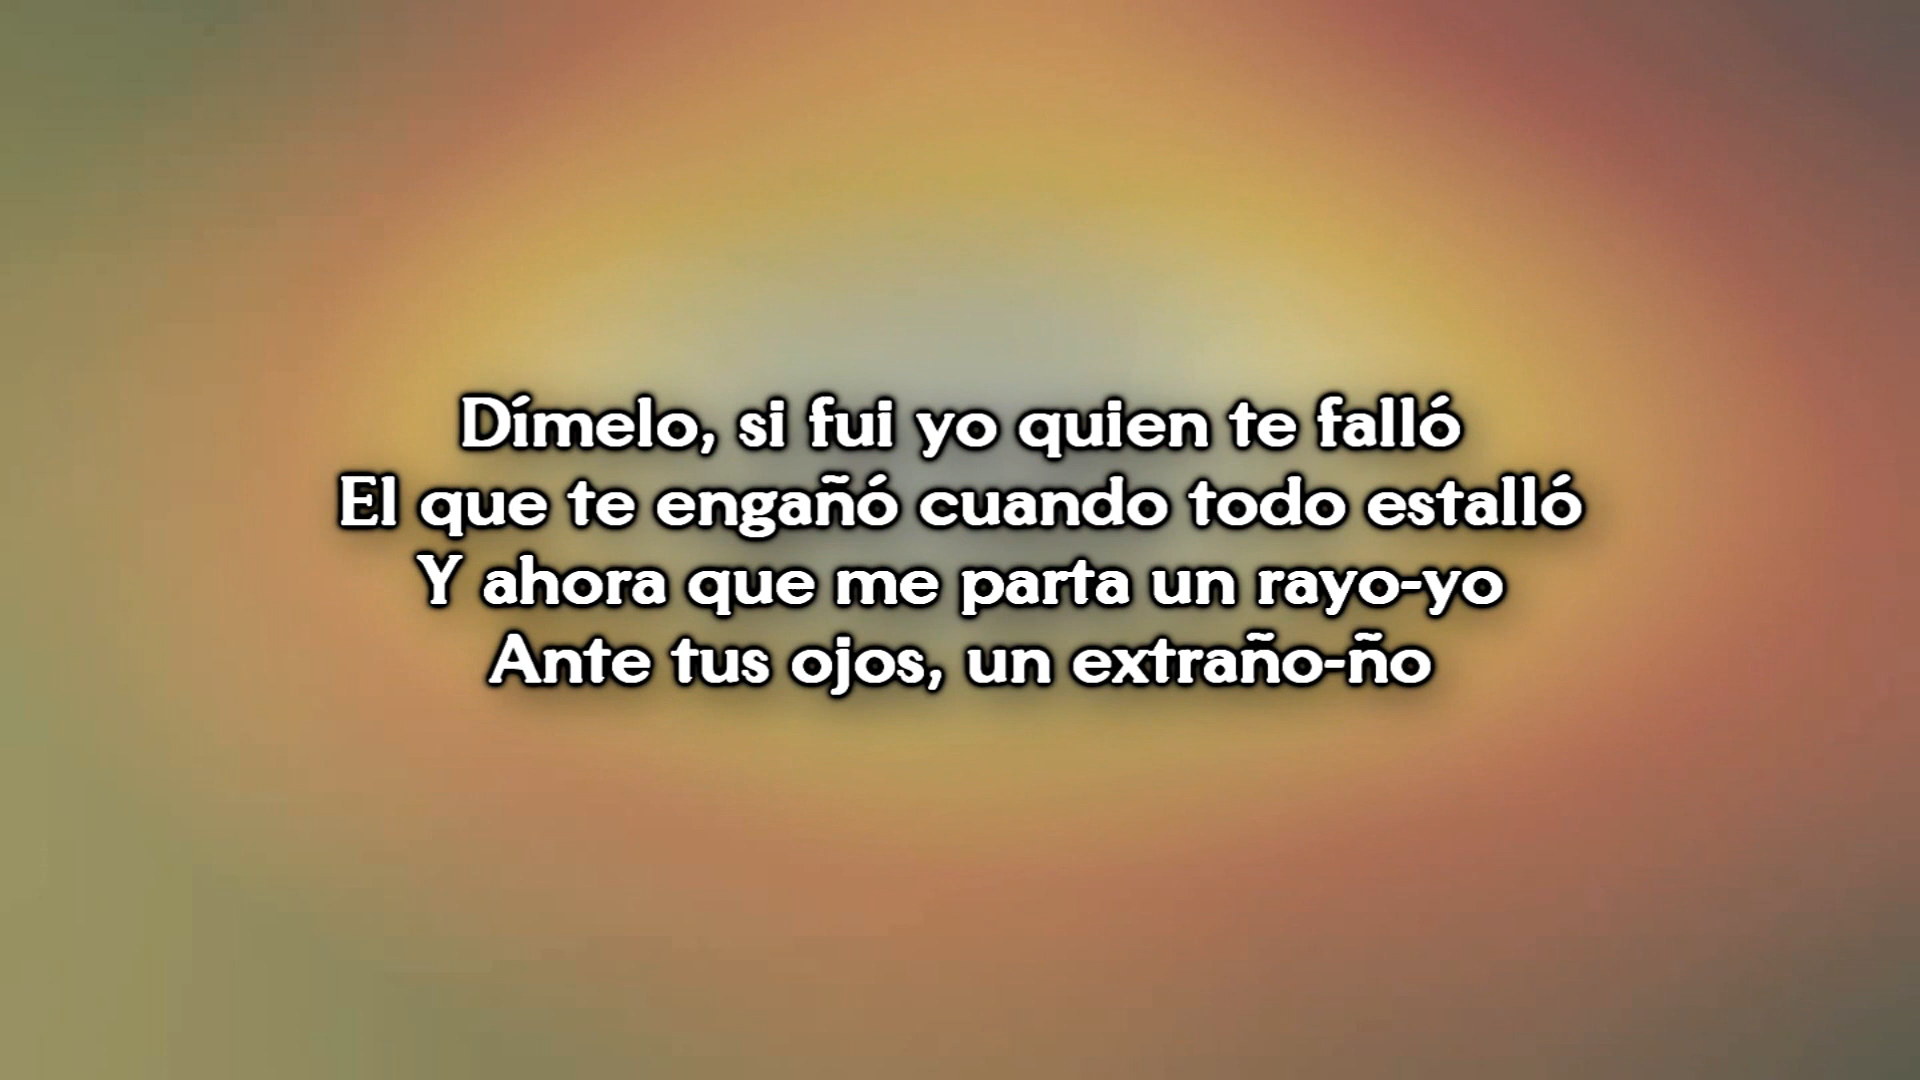 Dímelo, si fui yo quien te falló
El que te engañó cuando todo estalló
Y ahora que me parta un rayo-yo
Ante tus ojos, un extraño-ño